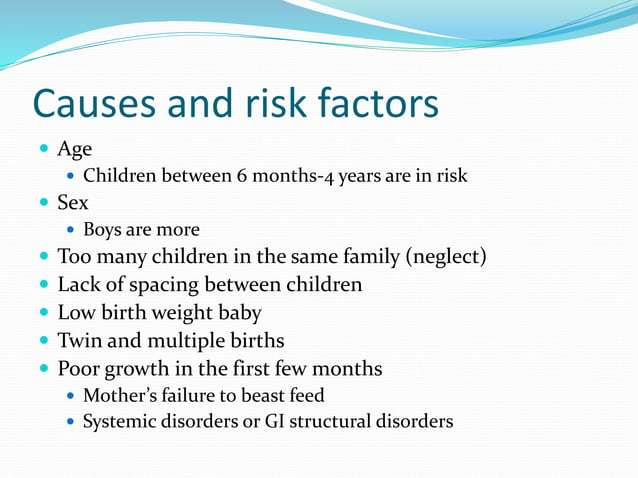 Causes and risk factors
Age
Children between 6 months-4 years are in risk
Sex
Boys are more
Too many children in the same family (neglect)
Lack of spacing between children
Low birth weight baby
Twin and multiple births
Poor growth in the first few months
Mother’s failure to beast feed
Systemic disorders or GI structural disorders